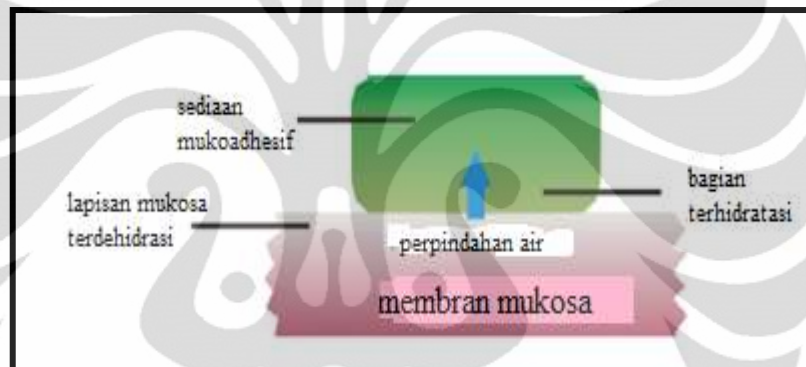 sediaan
mukoadhesif
lapisan mukosa
terdehidrasi
bagian
terhidratasi
perpindahan air
membran mukosa